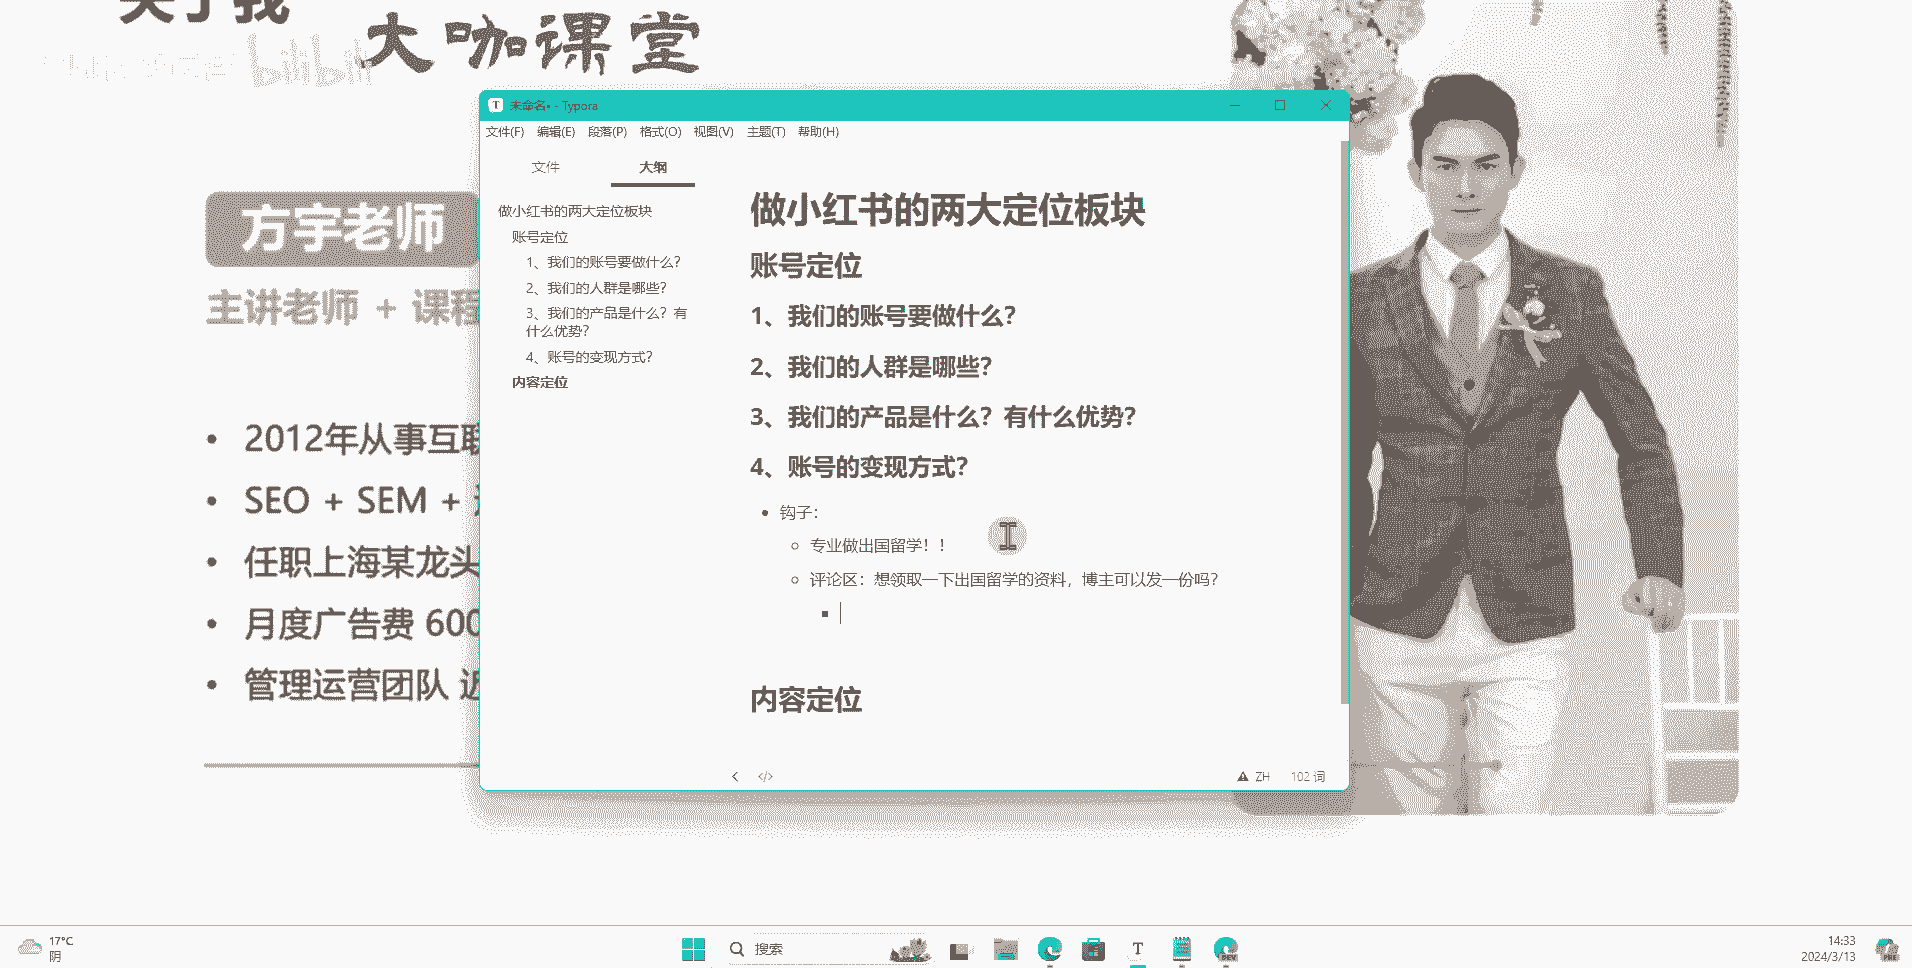 大咖课堂
bilibili
方宇老师
主讲老师 + 课程
2012年从事互联
SEO + SEM +
任职上海某龙头
月度广告费 600
管理运营团队 近
未命名• - Typora
文件(F) 编辑(E) 段落(P) 格式(O) 视图(V) 主题(T) 帮助(H)
文件 大纲
做小红书的两大定位板块
账号定位
1、我们的账号要做什么？
2、我们的人群是哪些？
3、我们的产品是什么？有
什么优势？
4、账号的变现方式？
内容定位
做小红书的两大定位板块
账号定位
1、我们的账号要做什么？
2、我们的人群是哪些？
3、我们的产品是什么？有什么优势？
4、账号的变现方式？
钩子：
专业做出国留学！！
评论区：想领取一下出国留学的资料，博主可以发一份吗？
内容定位
ZH 102 词
17°C
阴
搜索
T
DEV
14:33
2024/3/13
PRE